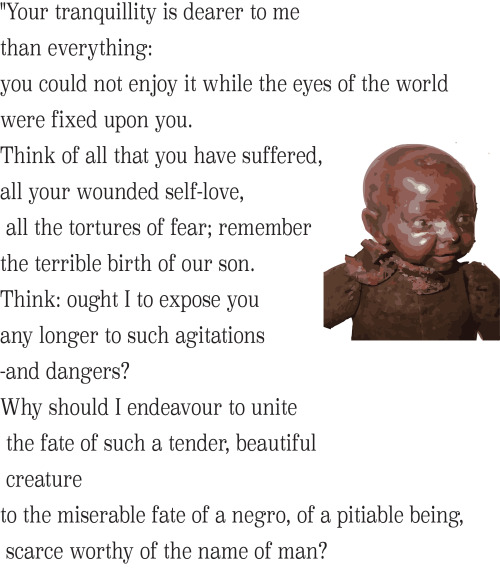 "Your tranquillity is dearer to me
than everything:
you could not enjoy it while the eyes of the world
were fixed upon you.
Think of all that you have suffered,
all your wounded self-love,
all the tortures of fear; remember
the terrible birth of our son.
Think: ought I to expose you
any longer to such agitations
-and dangers?
Why should I endeavour to unite
the fate of such a tender, beautiful
creature
to the miserable fate of a negro, of a pitiable being,
scarce worthy of the name of man?